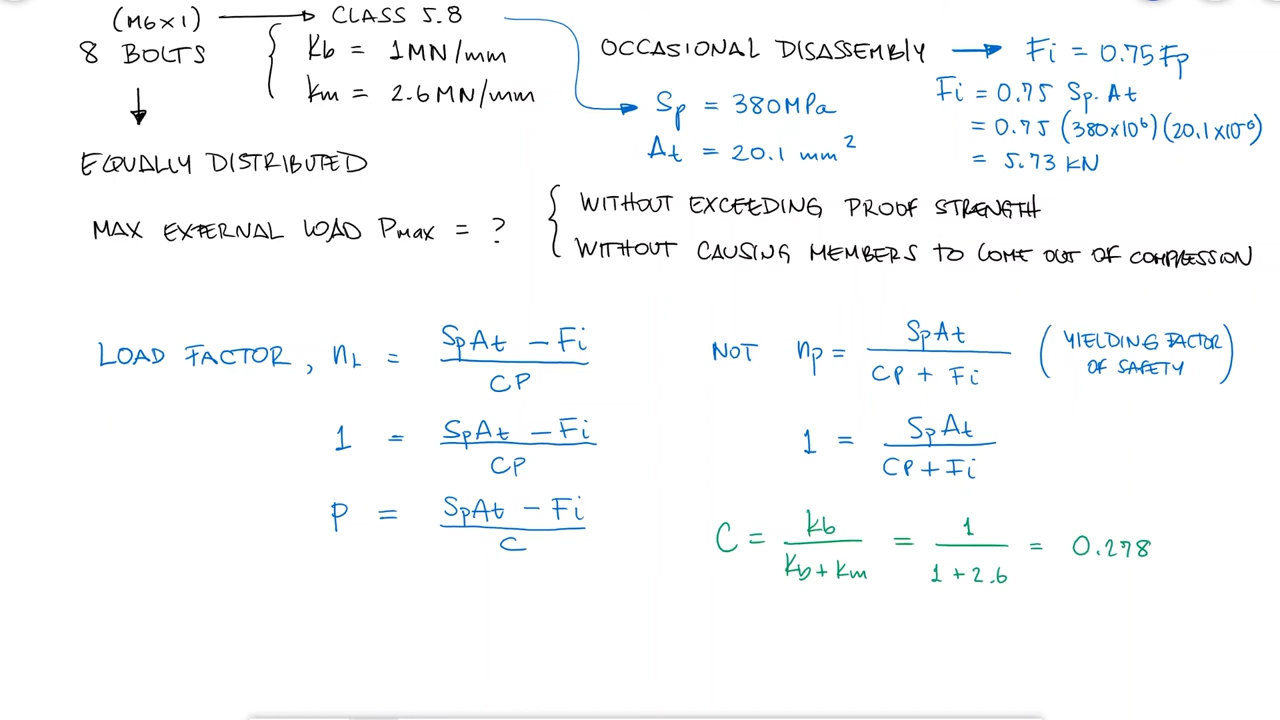 (M6×1) → CLASS 5.8
8 BOLTS
kb = 1MN/mm
km = 2.6MN/mm
↓
EQUALLY DISTRIBUTED
OCCASIONAL DISASSEMBLY → Fi = 0.75Fp
Sp = 380MPa
At = 20.1 mm²
Fi = 0.75 Sp.At
= 0.75 (380×10⁶)(20.1×10⁻⁶)
= 5.73 kN
MAX EXTERNAL LOAD Pmax = ?
WITHOUT EXCEEDING PROOF STRENGTH
WITHOUT CAUSING MEMBERS TO COME OUT OF COMPRESSION
LOAD FACTOR, nL = (SpAt − Fi) / CP
1 = (SpAt − Fi) / CP
P = (SpAt − Fi) / C
NOT np = SpAt / (CP + Fi) (YIELDING FACTOR
OF SAFETY)
1 = SpAt / (CP + Fi)
C = kb / (kb + km) = 1 / (1 + 2.6) = 0.278